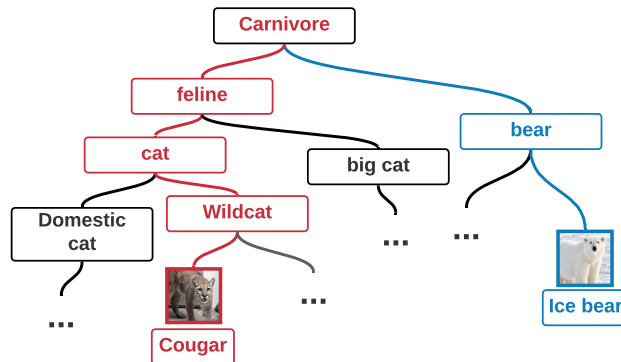 Carnivore
feline
bear
cat
big cat
Wildcat
Domestic
cat
...
...
...
...
Ice bear
Cougar